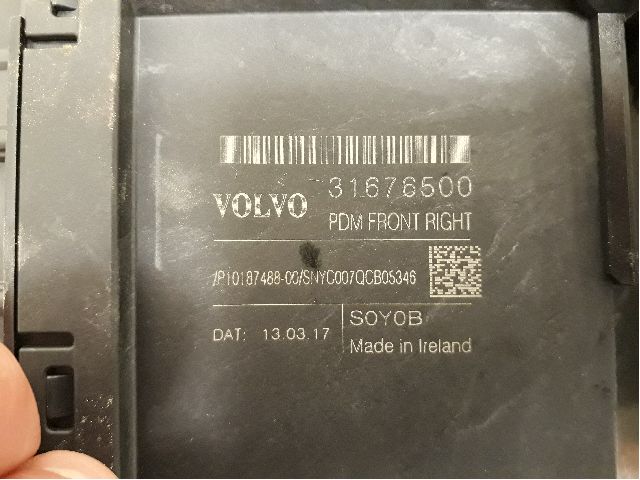 VOLVO 31676500
PDM FRONT RIGHT
/P10187488-00/SNYC007QCB05346
DAT: 13.03.17
S0Y0B
Made in Ireland